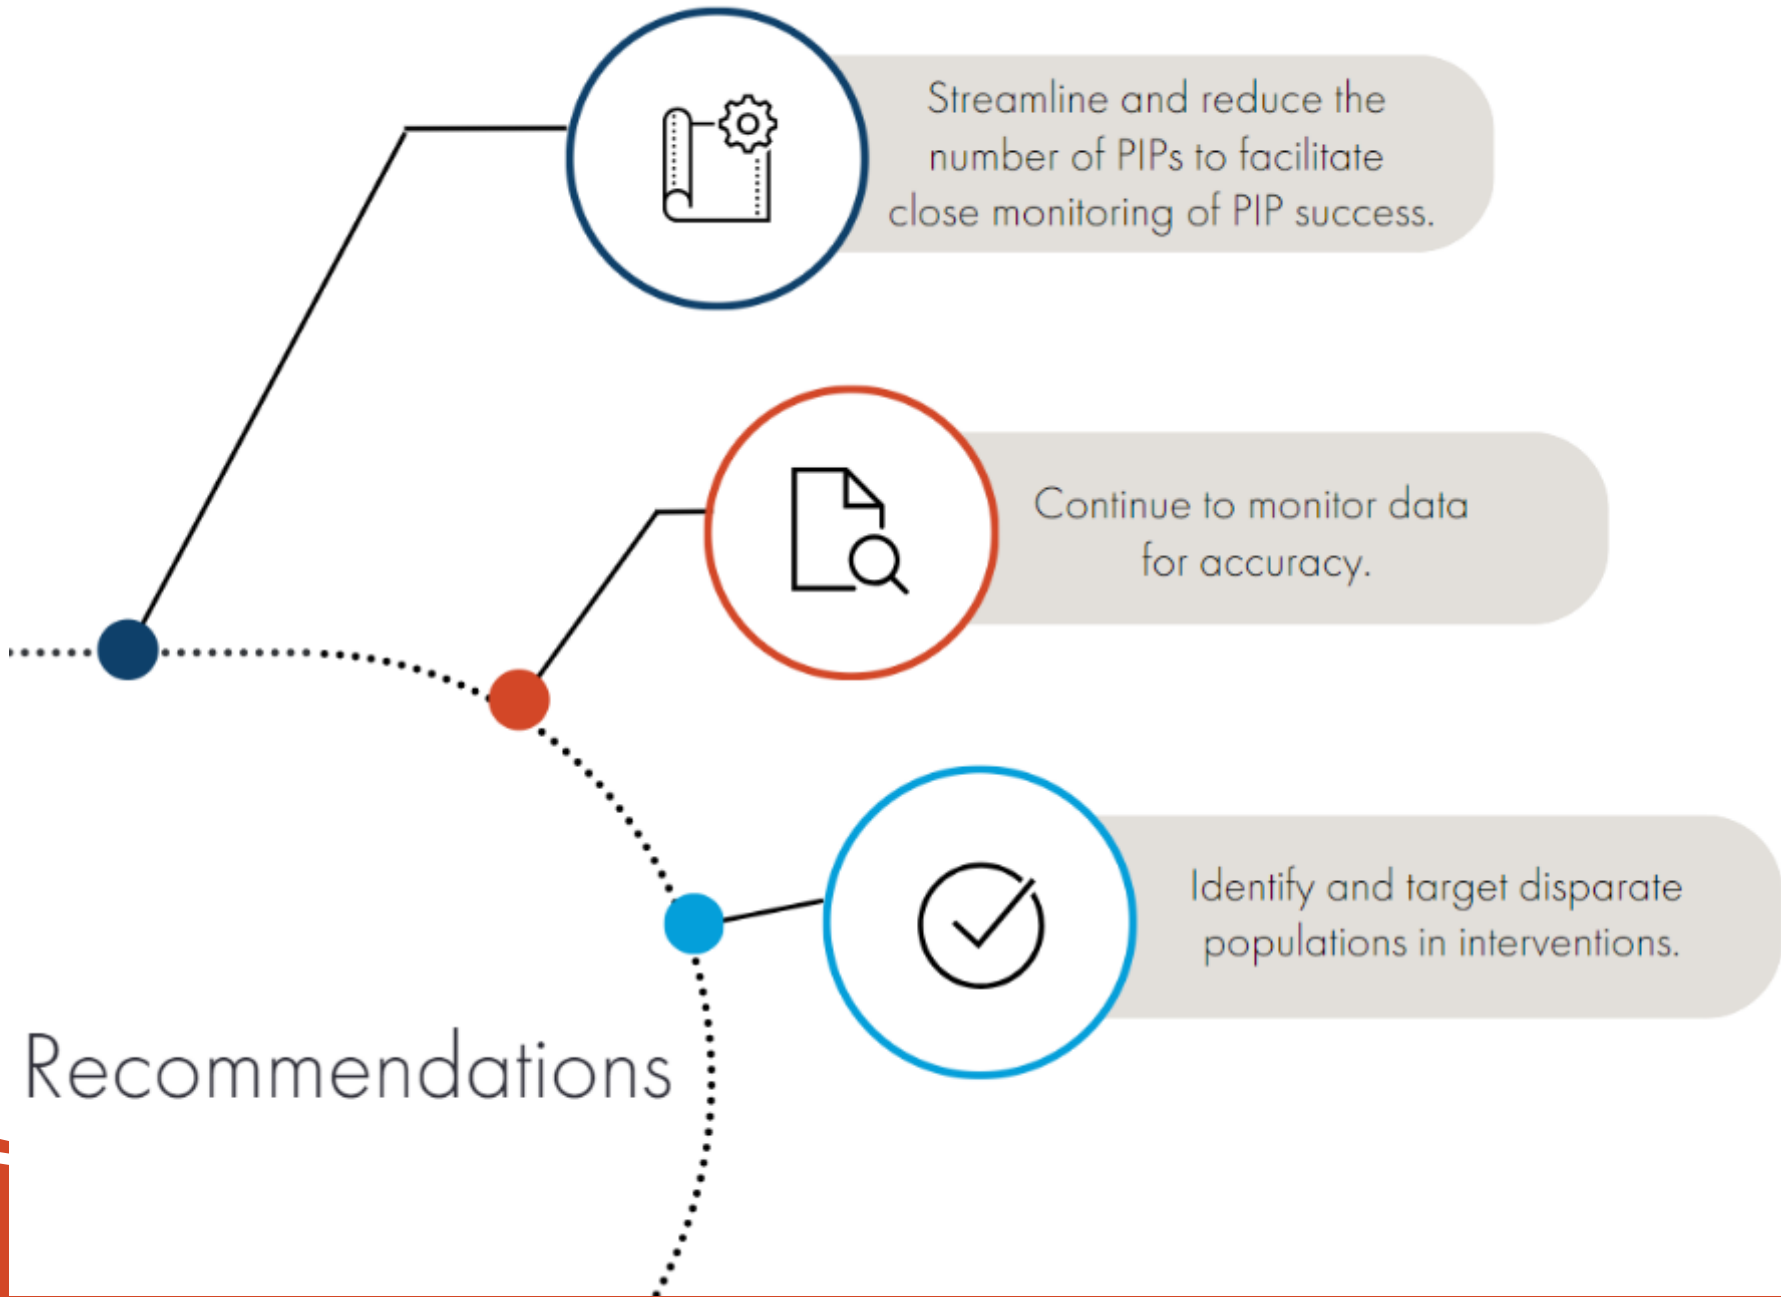 Streamline and reduce the
number of PIPs to facilitate
close monitoring of PIP success.
Continue to monitor data
for accuracy.
Identify and target disparate
populations in interventions.
Recommendations